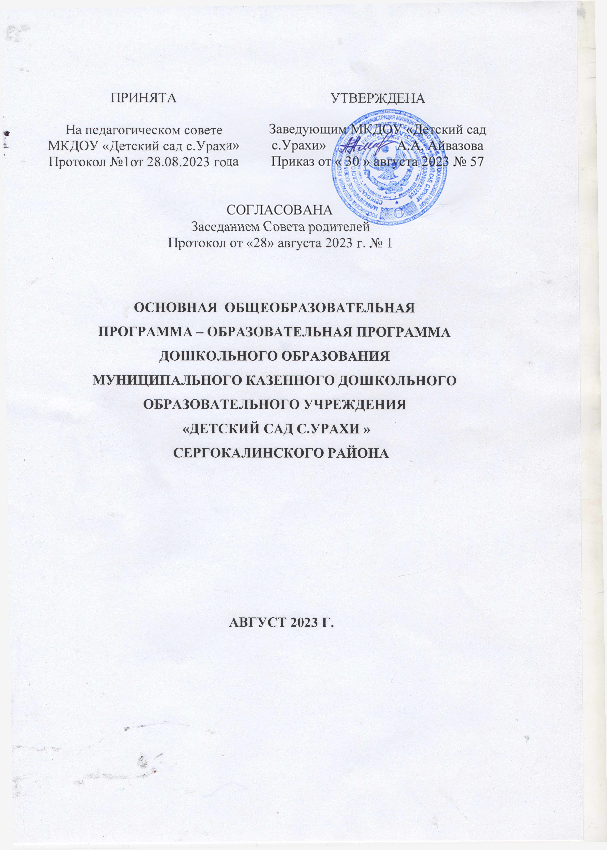 ПРИНЯТА
На педагогическом совете
МКДОУ «Детский сад с.Урахи»
Протокол №1от 28.08.2023 года
УТВЕРЖДЕНА
Заведующим МКДОУ «Детский сад
с.Урахи» А.А. Айвазова
Приказ от « 30 » августа 2023 № 57
СОГЛАСОВАНА
Заседанием Совета родителей
Протокол от «28» августа 2023 г. № 1
ОСНОВНАЯ ОБЩЕОБРАЗОВАТЕЛЬНАЯ
ПРОГРАММА – ОБРАЗОВАТЕЛЬНАЯ ПРОГРАММА
ДОШКОЛЬНОГО ОБРАЗОВАНИЯ
МУНИЦИПАЛЬНОГО КАЗЕННОГО ДОШКОЛЬНОГО
ОБРАЗОВАТЕЛЬНОГО УЧРЕЖДЕНИЯ
«ДЕТСКИЙ САД С.УРАХИ »
СЕРГОКАЛИНСКОГО РАЙОНА
АВГУСТ 2023 Г.